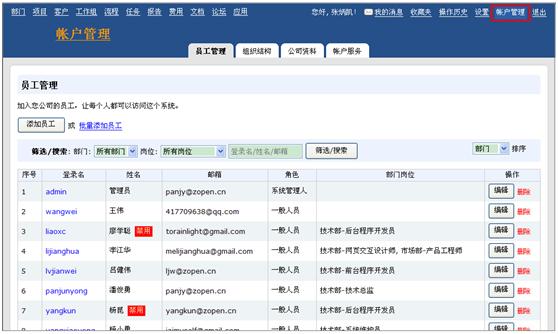 部门 项目 客户 工作组 流程 任务 报告 费用 文档 论坛 应用 您好, 张炳凯! 我的消息 收藏夹 操作历史 设置 帐户管理 退出
帐户管理
员工管理 组织结构 公司资料 帐户服务
员工管理
加入您公司的员工, 让每个人都可以访问这个系统。
添加员工 或 批量添加员工
筛选/搜索: 部门: 所有部门 岗位: 所有岗位 登录名/姓名/邮箱 筛选/搜索 部门 排序
序号 登录名 姓名 邮箱 角色 部门岗位 操作
1 admin 管理员 panjy@zopen.cn 系统管理人 编辑 删除
2 wangwei 王伟 417709638@qq.com 一般人员 编辑 删除
3 liaoxc 廖学聪 禁用 torainlight@gmail.com 一般人员 技术部-后台程序开发员 编辑 删除
4 lijianghua 李江华 melijianghua@gmail.com 一般人员 技术部-网页交互设计师, 市场部-产品工程师 编辑 删除
5 lvjianwei 吕健伟 ljw@zopen.cn 一般人员 技术部-前台程序开发员 编辑 删除
6 panjunyong 潘俊勇 panjy@zopen.cn 一般人员 技术部-技术总监 编辑 删除
7 yangkun 杨昆 禁用 yangkun@zopen.cn 一般人员 技术部-后台程序开发员 编辑 删除